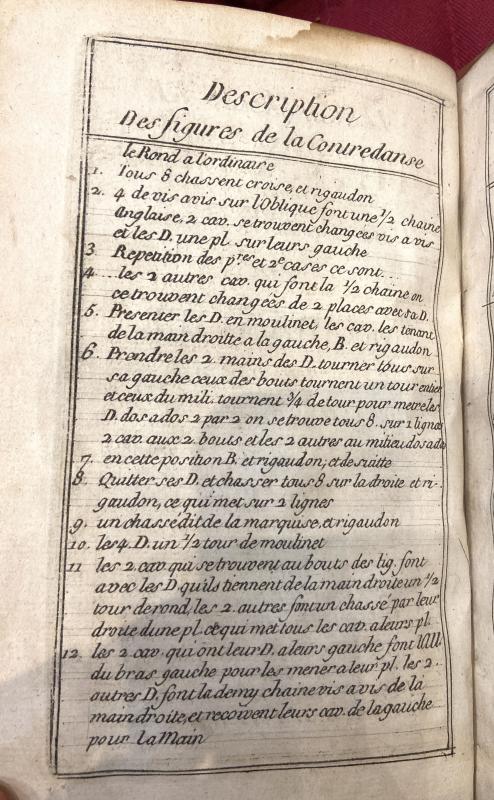 Description
Des figures de la Contredanse
le Rond a l'ordinaire
1. Tous 8 chassent croisé, et rigaudon
2. 4 de vis avis sur l'Oblique font une 1/2 chaine
anglaise, 2 cav. se trouvent changées vis a vis
et les D. une pl. sur leurs gauche
3 Repetition des pres et 2e cases ce sont...
4 ... les 2 autres cav. qui font la 1/2 chaine on
ce trouvent changées de 2 places avec sa D.
5. Presenter les D. en moulinet, les cav. les tenant
de la main droitte a la gauche, B. et rigaudon
6. Prendre les 2. mains des D. tourner tous sur
sa gauche ceux des bouts tournent un tour entier
et ceux du mili. tournent 3/4 de tour pour metre les
D. dos a dos 2 par 2 on se trouve tous 8. sur 1 ligne
2 cav. aux 2. bouts et les 2 autres au milieu dos a do
7. en cette position B. et rigaudon; et de suitte
8. Quitter ses D. et chasser tous 8 sur la droite et ri-
gaudon, ce qui met sur 2 lignes
9. un chassé dit de la marquise, et rigaudon
10. les 4. D. un 1/2 tour de moulinet
11 les 2. cav. qui se trouvent au bouts des lig. font
avec les D. qu'ils tiennent de la main droite un 1/2
tour de rond, les 2. autres font un chassé par leur
droite dune pl. ce qui met tous les cav. a leurs pl.
12. les 2 cav. qui ont leur D. a leurs gauche font l'All.
du bras gauche pour les mener a leur pl. les 2..
autres D. font la demy chaine vis a vis de la
main droite, et recoivent leurs cav. de la gauche
pour la Main